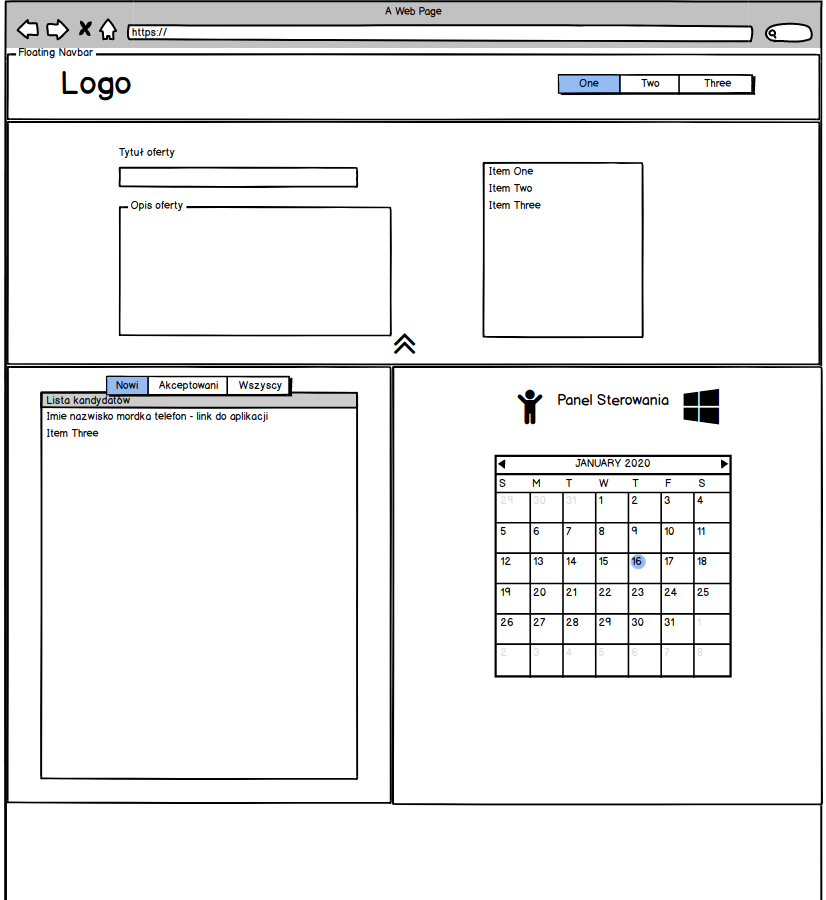 A Web Page
https://
Floating Navbar
Logo
One Two Three
Tytuł oferty
Opis oferty
Item One
Item Two
Item Three
Nowi Akceptowani Wszyscy
Lista kandydatów
Imie nazwisko mordka telefon - link do aplikacji
Item Three
Panel Sterowania
JANUARY 2020
S M T W T F S
29 30 31 1 2 3 4
5 6 7 8 9 10 11
12 13 14 15 16 17 18
19 20 21 22 23 24 25
26 27 28 29 30 31 1
2 3 4 5 6 7 8